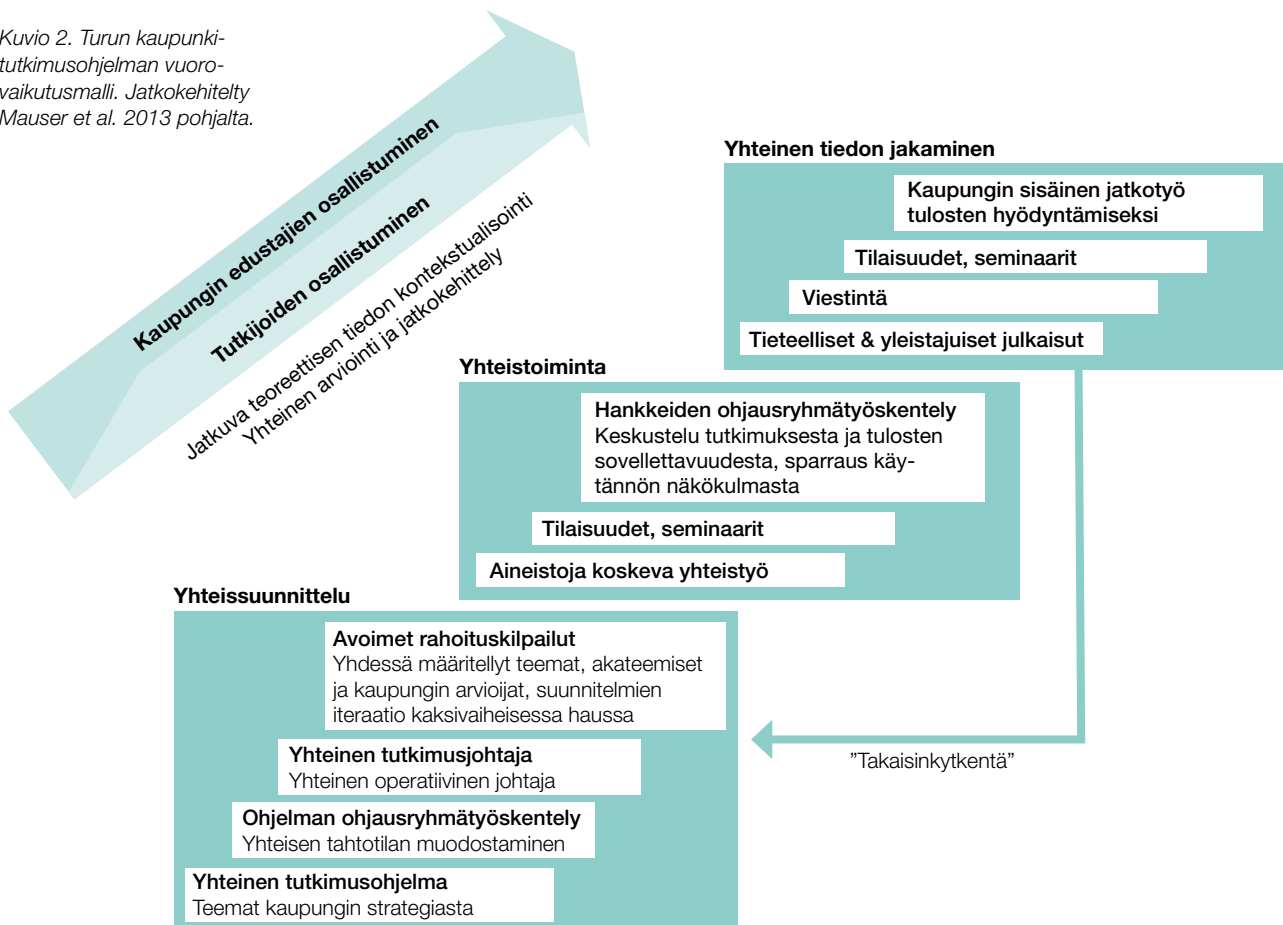 Kuvio 2. Turun kaupunki-
tutkimusohjelman vuoro-
vaikutusmalli. Jatkokehitelty
Mauser et al. 2013 pohjalta.
Kaupungin edustajien osallistuminen
Tutkijoiden osallistuminen
Jatkuva teoreettisen tiedon kontekstualisointi
Yhteinen arviointi ja jatkokehittely
Yhteinen tiedon jakaminen
Kaupungin sisäinen jatkotyö
tulosten hyödyntämiseksi
Tilaisuudet, seminaarit
Viestintä
Tieteelliset & yleistajuiset julkaisut
Yhteistoiminta
Hankkeiden ohjausryhmätyöskentely
Keskustelu tutkimuksesta ja tulosten
sovellettavuudesta, sparraus käy-
tännön näkökulmasta
Tilaisuudet, seminaarit
Aineistoja koskeva yhteistyö
Yhteissuunnittelu
Avoimet rahoituskilpailut
Yhdessä määritellyt teemat, akateemiset
ja kaupungin arvioijat, suunnitelmien
iteraatio kaksivaiheisessa haussa
Yhteinen tutkimusjohtaja
Yhteinen operatiivinen johtaja
Ohjelman ohjausryhmätyöskentely
Yhteisen tahtotilan muodostaminen
Yhteinen tutkimusohjelma
Teemat kaupungin strategiasta
”Takaisinkytkentä”